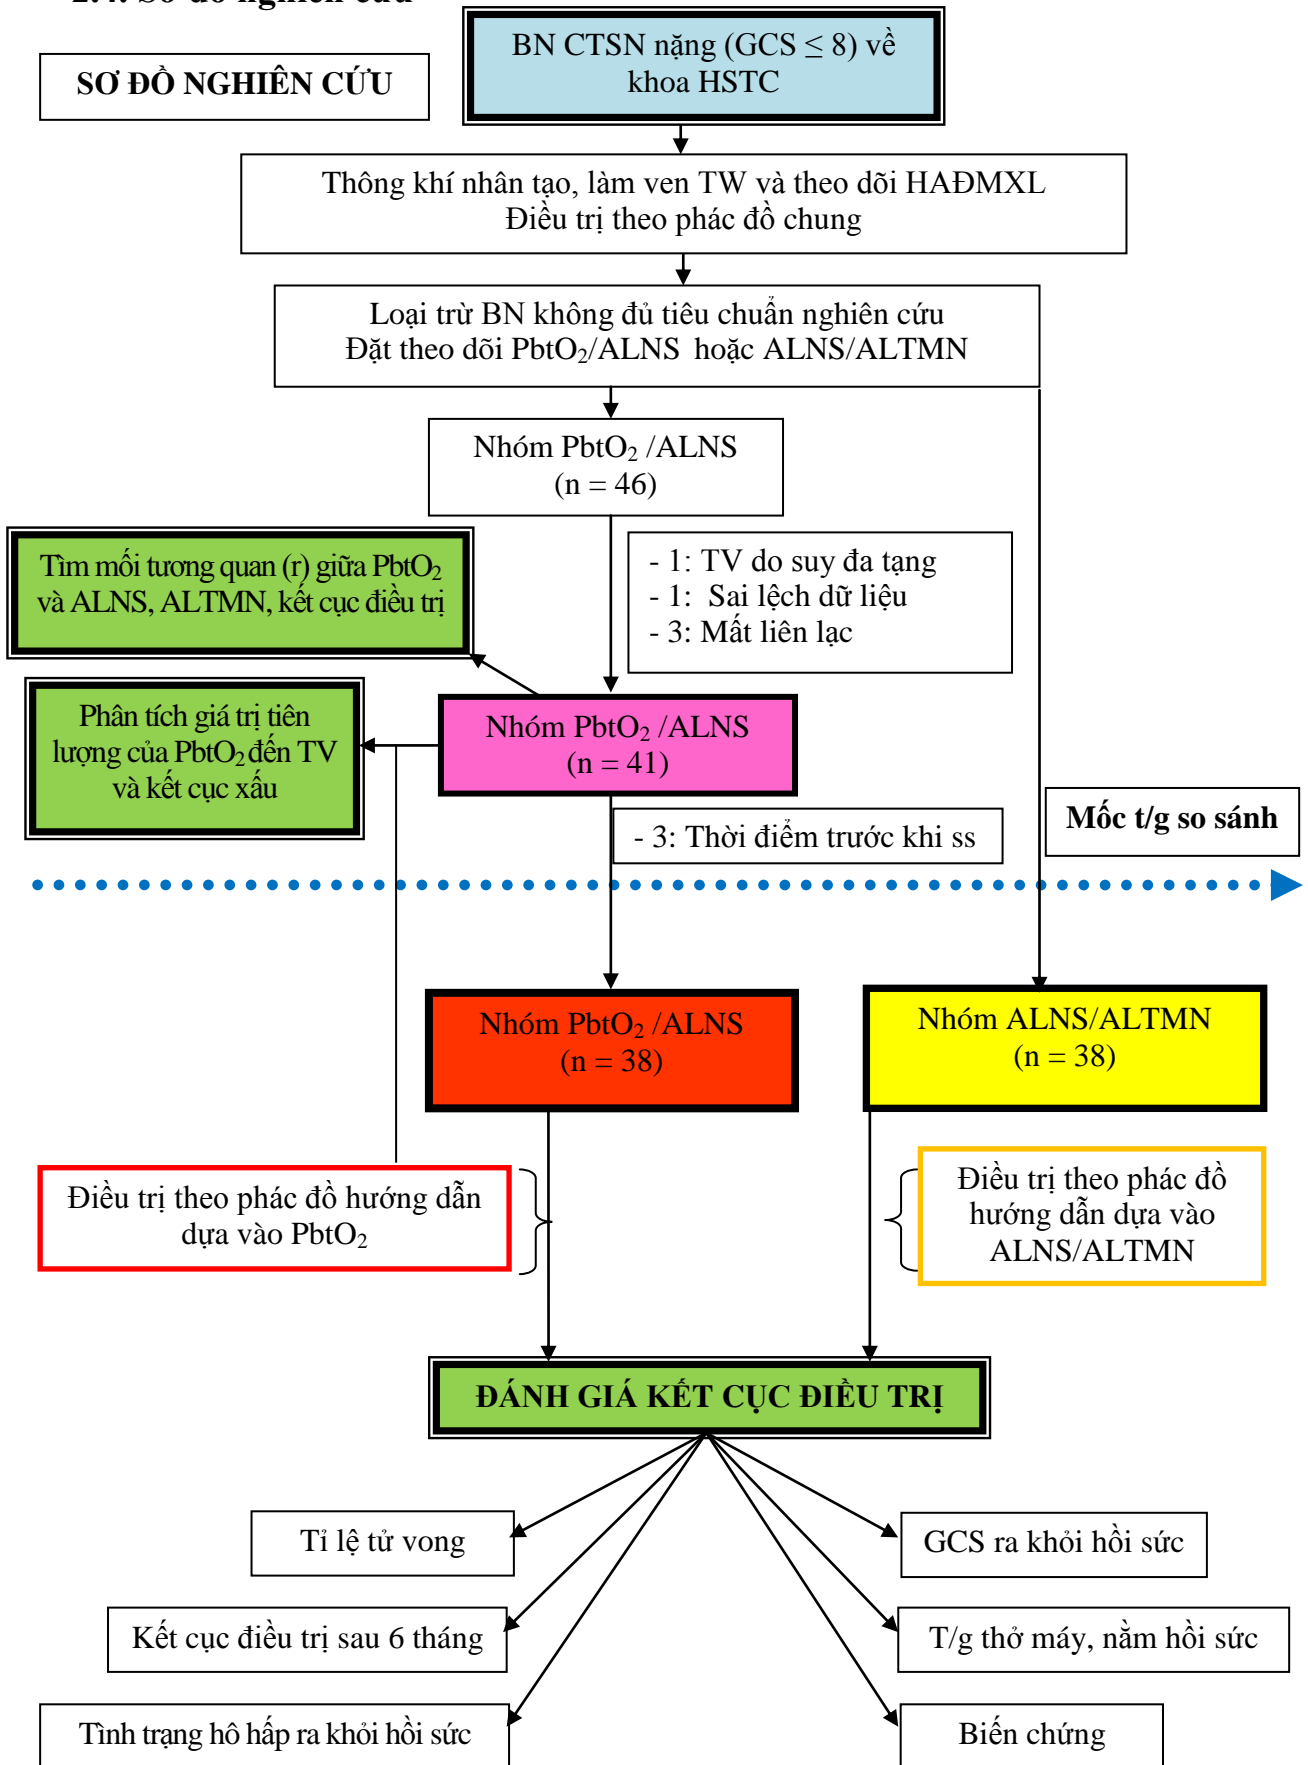 2.4. Sơ đồ nghiên cứu
BN CTSN nặng (GCS ≤ 8) về
khoa HSTC
SƠ ĐỒ NGHIÊN CỨU
Thông khí nhân tạo, làm ven TW và theo dõi HAĐMXL
Điều trị theo phác đồ chung
Loại trừ BN không đủ tiêu chuẩn nghiên cứu
Đặt theo dõi PbtO₂/ALNS hoặc ALNS/ALTMN
Nhóm PbtO₂ /ALNS
(n = 46)
- 1: TV do suy đa tạng
- 1: Sai lệch dữ liệu
- 3: Mất liên lạc
Tìm mối tương quan (r) giữa PbtO₂
và ALNS, ALTMN, kết cục điều trị
Phân tích giá trị tiên
lượng của PbtO₂ đến TV
và kết cục xấu
Nhóm PbtO₂ /ALNS
(n = 41)
- 3: Thời điểm trước khi ss
Mốc t/g so sánh
Nhóm PbtO₂ /ALNS
(n = 38)
Nhóm ALNS/ALTMN
(n = 38)
Điều trị theo phác đồ hướng dẫn
dựa vào PbtO₂
Điều trị theo phác đồ
hướng dẫn dựa vào
ALNS/ALTMN
ĐÁNH GIÁ KẾT CỤC ĐIỀU TRỊ
Tỉ lệ tử vong
GCS ra khỏi hồi sức
Kết cục điều trị sau 6 tháng
T/g thở máy, nằm hồi sức
Tình trạng hô hấp ra khỏi hồi sức
Biến chứng